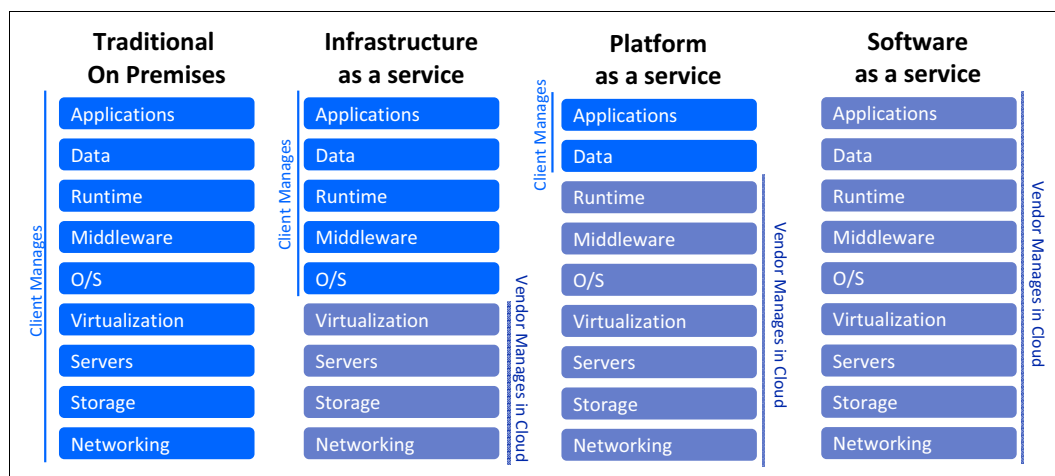 Traditional
On Premises
Client Manages
Applications
Data
Runtime
Middleware
O/S
Virtualization
Servers
Storage
Networking
Infrastructure
as a service
Client Manages
Applications
Data
Runtime
Middleware
O/S
Virtualization
Servers
Storage
Networking
Vendor Manages in Cloud
Platform
as a service
Client Manages
Applications
Data
Runtime
Middleware
O/S
Virtualization
Servers
Storage
Networking
Vendor Manages in Cloud
Software
as a service
Applications
Data
Runtime
Middleware
O/S
Virtualization
Servers
Storage
Networking
Vendor Manages in Cloud